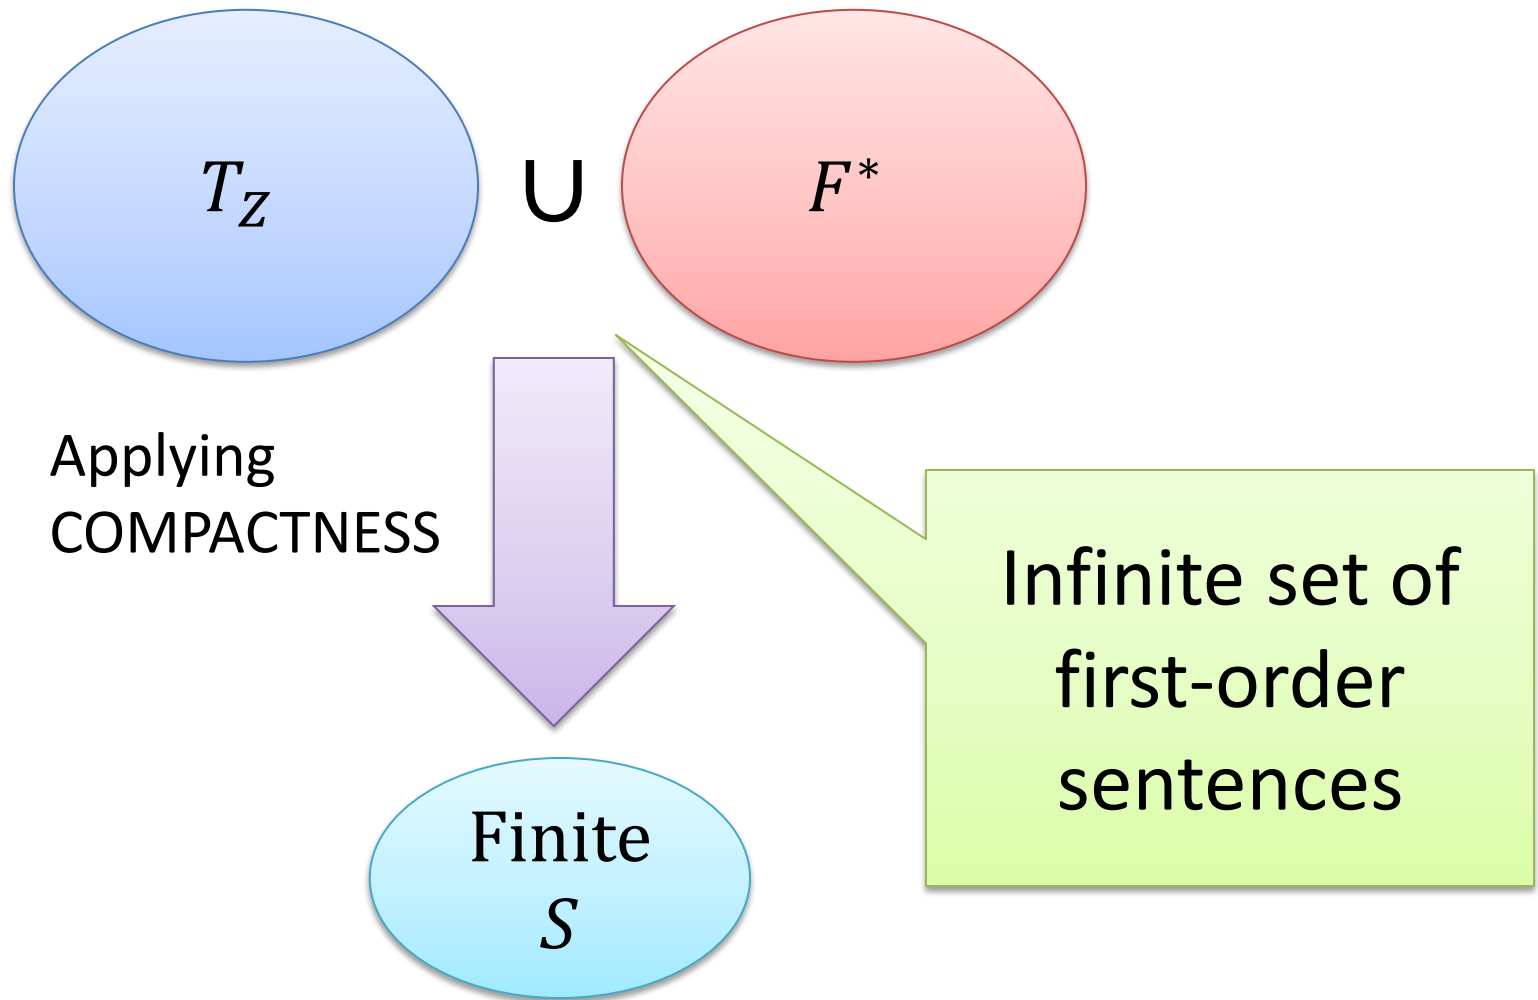 T_Z ∪ F*
Applying
COMPACTNESS
Infinite set of
first-order
sentences
Finite
S